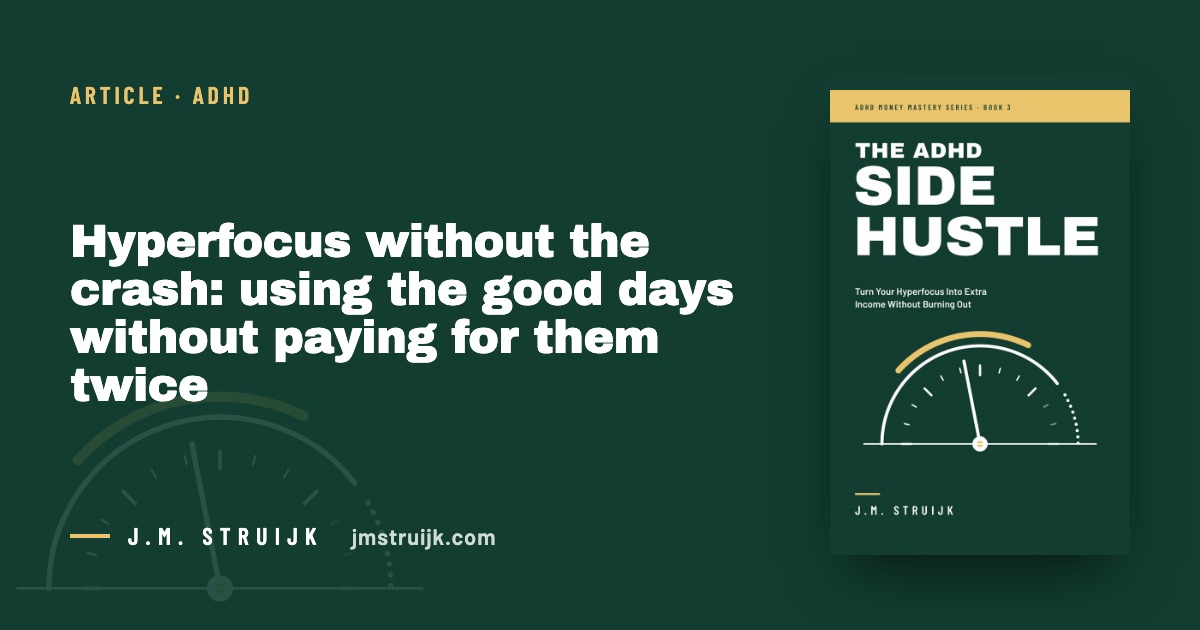 ARTICLE · ADHD
Hyperfocus without the
crash: using the good days
without paying for them
twice
J.M. STRUIJK jmstruijk.com
ADHD MONEY MASTERY SERIES · BOOK 3
THE ADHD
SIDE
HUSTLE
Turn Your Hyperfocus Into Extra
Income Without Burning Out
J.M. STRUIJK